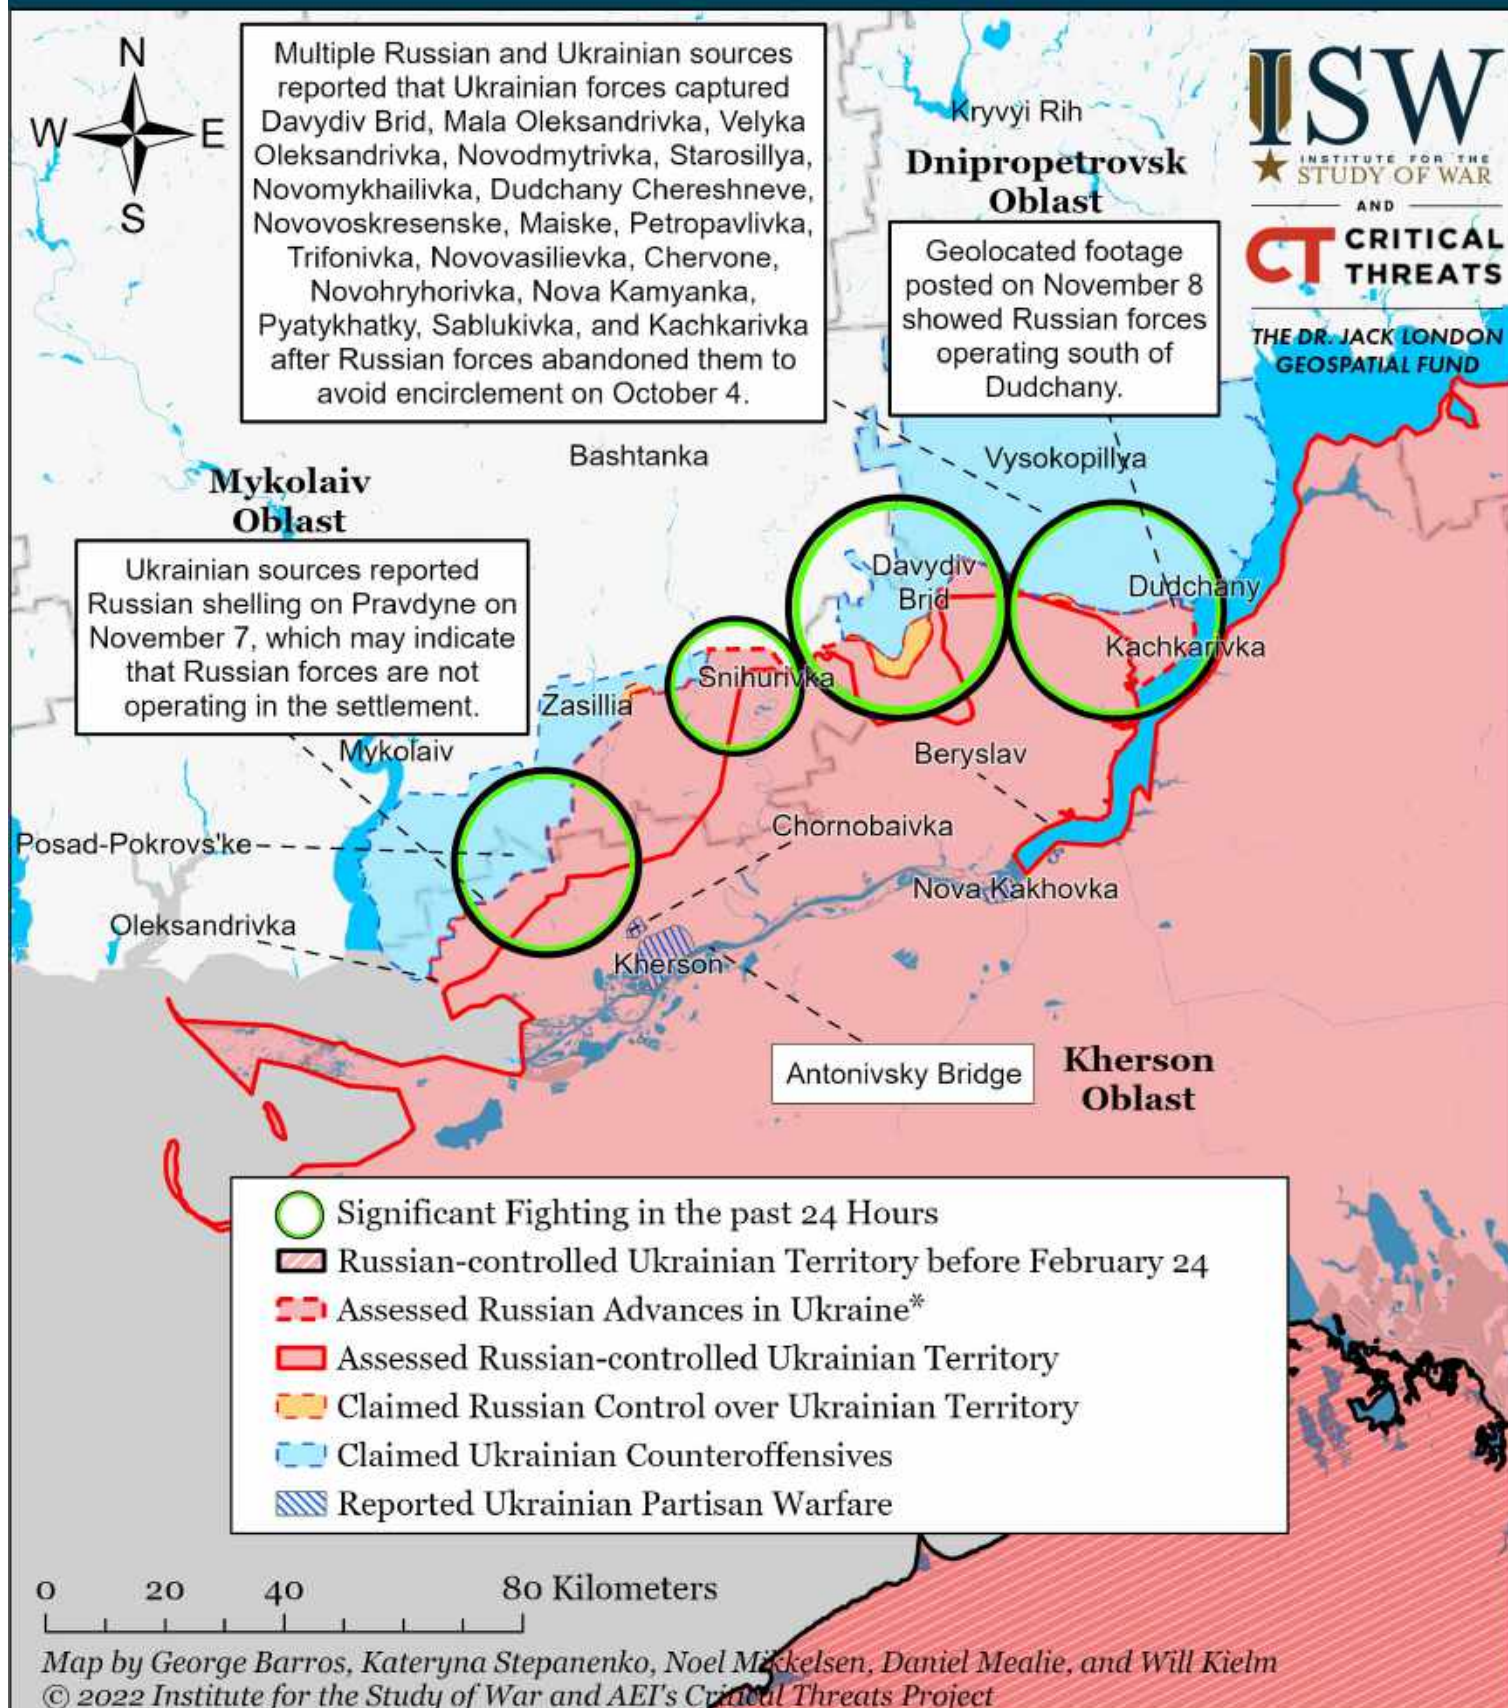 N
W
E
S
Multiple Russian and Ukrainian sources
reported that Ukrainian forces captured
Davydiv Brid, Mala Oleksandrivka, Velyka
Oleksandrivka, Novodmytrivka, Starosillya,
Novomykhailivka, Dudchany Chereshneve,
Novovoskresenske, Maiske, Petropavlivka,
Trifonivka, Novovasilievka, Chervone,
Novohryhorivka, Nova Kamyanka,
Pyatykhatky, Sablukivka, and Kachkarivka
after Russian forces abandoned them to
avoid encirclement on October 4.
Kryvyi Rih
Dnipropetrovsk
Oblast
ISW
INSTITUTE FOR THE
STUDY OF WAR
AND
CT CRITICAL
THREATS
THE DR. JACK LONDON
GEOSPATIAL FUND
Geolocated footage
posted on November 8
showed Russian forces
operating south of
Dudchany.
Bashtanka
Vysokopillya
Mykolaiv
Oblast
Ukrainian sources reported
Russian shelling on Pravdyne on
November 7, which may indicate
that Russian forces are not
operating in the settlement.
Davydiv
Brid
Dudchany
Kachkarivka
Snihurivka
Zasillia
Mykolaiv
Beryslav
Chornobaivka
Posad-Pokrovs'ke
Nova Kakhovka
Oleksandrivka
Kherson
Antonivsky Bridge
Kherson
Oblast
Significant Fighting in the past 24 Hours
Russian-controlled Ukrainian Territory before February 24
Assessed Russian Advances in Ukraine*
Assessed Russian-controlled Ukrainian Territory
Claimed Russian Control over Ukrainian Territory
Claimed Ukrainian Counteroffensives
Reported Ukrainian Partisan Warfare
0 20 40 80 Kilometers
Map by George Barros, Kateryna Stepanenko, Noel Mikkelsen, Daniel Mealie, and Will Kielm
© 2022 Institute for the Study of War and AEI's Critical Threats Project